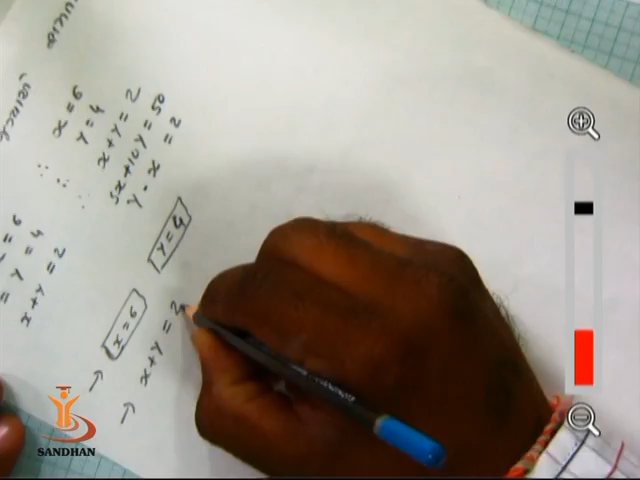 x = 6
y = 4
x + y = 2
5x + 10y = 50
y - x = 2
= 6
= y = 4
x + y = 2
y = 4
→ x = 6
→ x + y = 2
SANDHAN